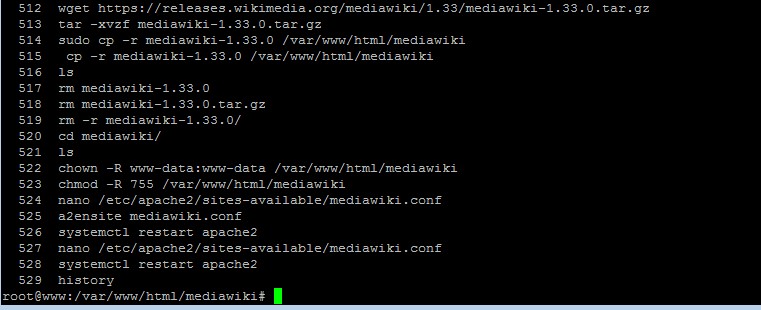 512 wget https://releases.wikimedia.org/mediawiki/1.33/mediawiki-1.33.0.tar.gz
513 tar -xvzf mediawiki-1.33.0.tar.gz
514 sudo cp -r mediawiki-1.33.0 /var/www/html/mediawiki
515  cp -r mediawiki-1.33.0 /var/www/html/mediawiki
516 ls
517 rm mediawiki-1.33.0
518 rm mediawiki-1.33.0.tar.gz
519 rm -r mediawiki-1.33.0/
520 cd mediawiki/
521 ls
522 chown -R www-data:www-data /var/www/html/mediawiki
523 chmod -R 755 /var/www/html/mediawiki
524 nano /etc/apache2/sites-available/mediawiki.conf
525 a2ensite mediawiki.conf
526 systemctl restart apache2
527 nano /etc/apache2/sites-available/mediawiki.conf
528 systemctl restart apache2
529 history
root@www:/var/www/html/mediawiki#